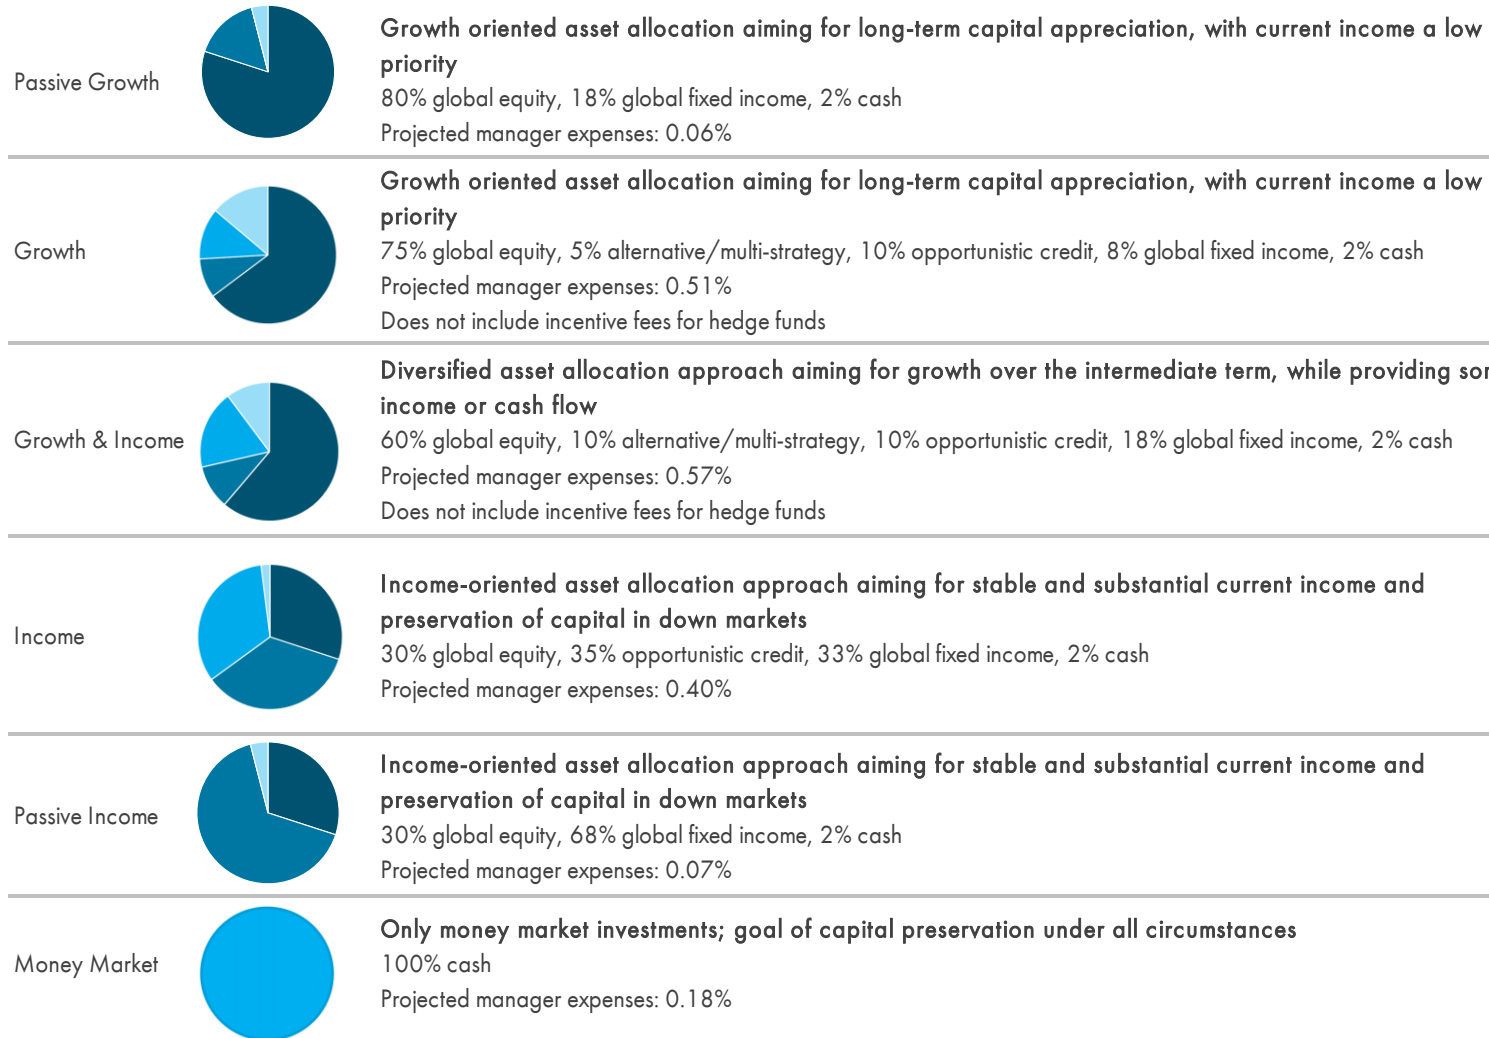 Growth oriented asset allocation aiming for long-term capital appreciation, with current income a low
priority
Passive Growth
80% global equity, 18% global fixed income, 2% cash
Projected manager expenses: 0.06%
Growth oriented asset allocation aiming for long-term capital appreciation, with current income a low
priority
Growth
75% global equity, 5% alternative/multi-strategy, 10% opportunistic credit, 8% global fixed income, 2% cash
Projected manager expenses: 0.51%
Does not include incentive fees for hedge funds
Diversified asset allocation approach aiming for growth over the intermediate term, while providing
income or cash flow
Growth & Income
60% global equity, 10% alternative/multi-strategy, 10% opportunistic credit, 18% global fixed income, 2% cash
Projected manager expenses: 0.57%
Does not include incentive fees for hedge funds
Income-oriented asset allocation approach aiming for stable and substantial current income and
preservation of capital in down markets
Income
30% global equity, 35% opportunistic credit, 33% global fixed income, 2% cash
Projected manager expenses: 0.40%
Income-oriented asset allocation approach aiming for stable and substantial current income and
preservation of capital in down markets
Passive Income
30% global equity, 68% global fixed income, 2% cash
Projected manager expenses: 0.07%
Only money market investments; goal of capital preservation under all circumstances
Money Market
100% cash
Projected manager expenses: 0.18%